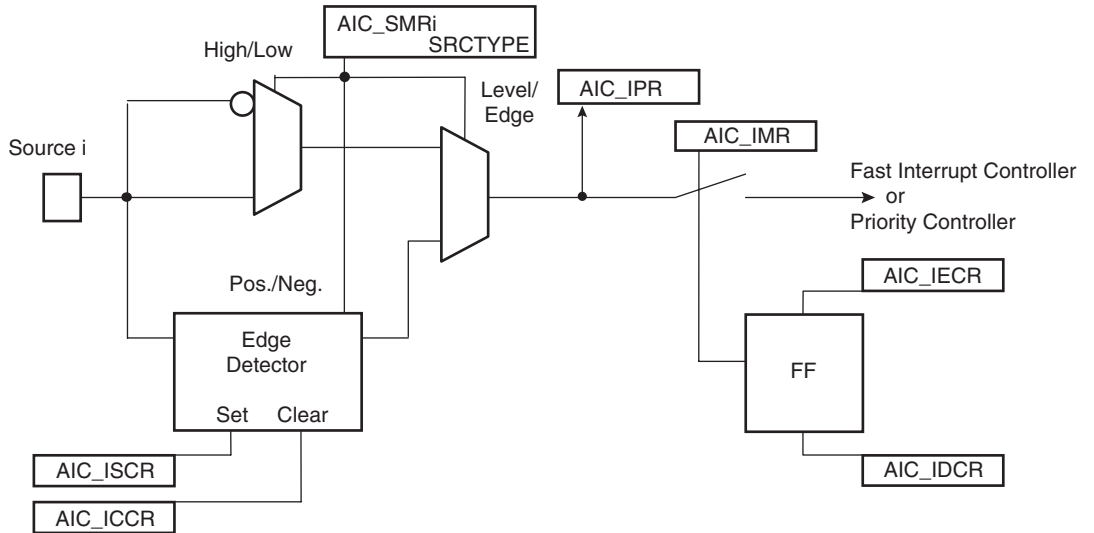 AIC_SMRi
SRCTYPE
High/Low
Level/
Edge
AIC_IPR
AIC_IMR
Source i
Fast Interrupt Controller
or
Priority Controller
Pos./Neg.
AIC_IECR
Edge
Detector
FF
Set Clear
AIC_ISCR
AIC_IDCR
AIC_ICCR